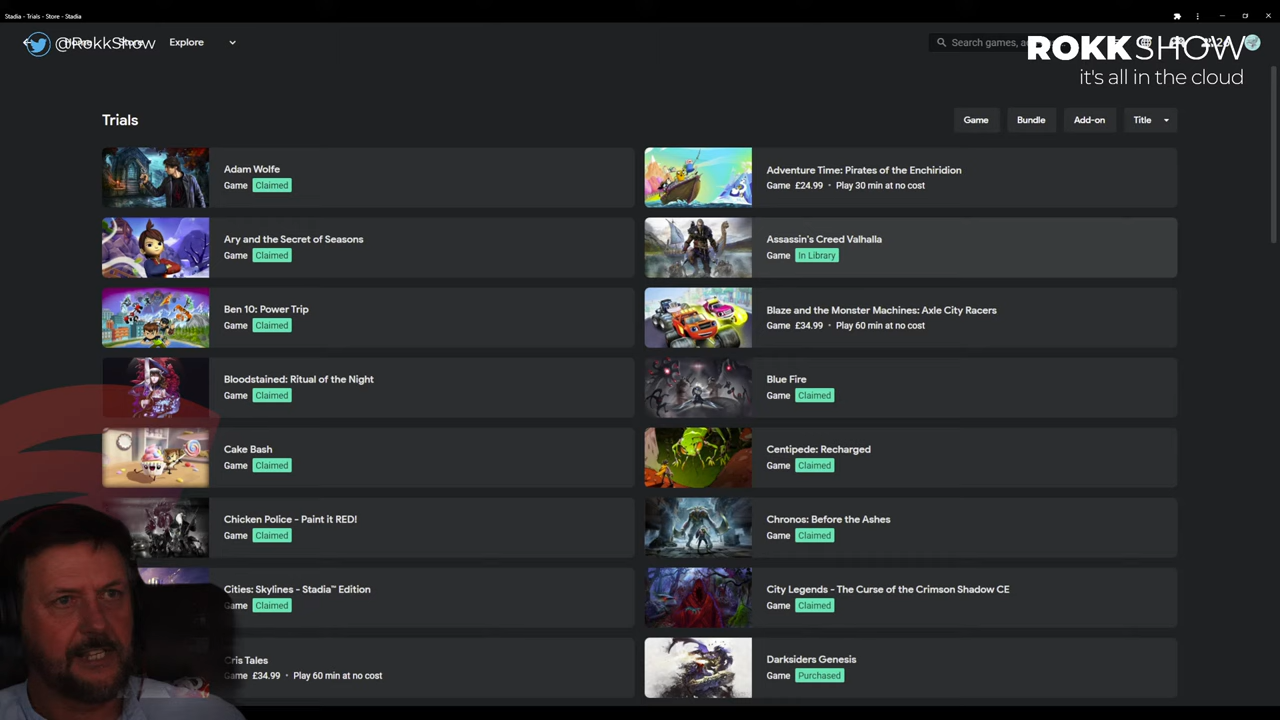 Stadia - Trials - Store - Stadia
@RokkShow
Explore
Search games,
ROKKSHOW
it's all in the cloud
Trials
Game
Bundle
Add-on
Title
Adam Wolfe
Game Claimed
Adventure Time: Pirates of the Enchiridion
Game £24.99 • Play 30 min at no cost
Ary and the Secret of Seasons
Game Claimed
Assassin's Creed Valhalla
Game In Library
Ben 10: Power Trip
Game Claimed
Blaze and the Monster Machines: Axle City Racers
Game £34.99 • Play 60 min at no cost
Bloodstained: Ritual of the Night
Game Claimed
Blue Fire
Game Claimed
Cake Bash
Game Claimed
Centipede: Recharged
Game Claimed
Chicken Police - Paint it RED!
Game Claimed
Chronos: Before the Ashes
Game Claimed
Cities: Skylines - Stadia™ Edition
Game Claimed
City Legends - The Curse of the Crimson Shadow CE
Game Claimed
Cris Tales
Game £34.99 • Play 60 min at no cost
Darksiders Genesis
Game Purchased